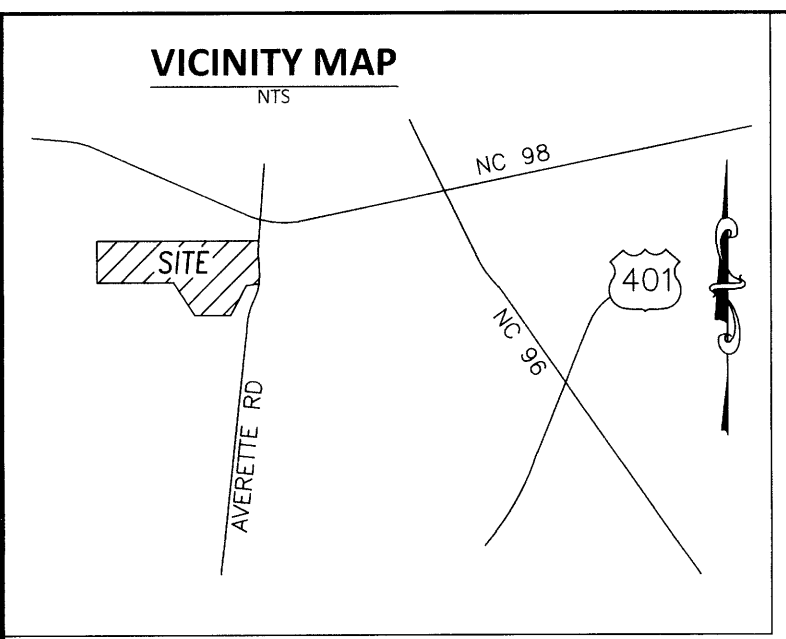 VICINITY MAP
NTS
NC 98
SITE
401
NC 96
AVERETTE RD